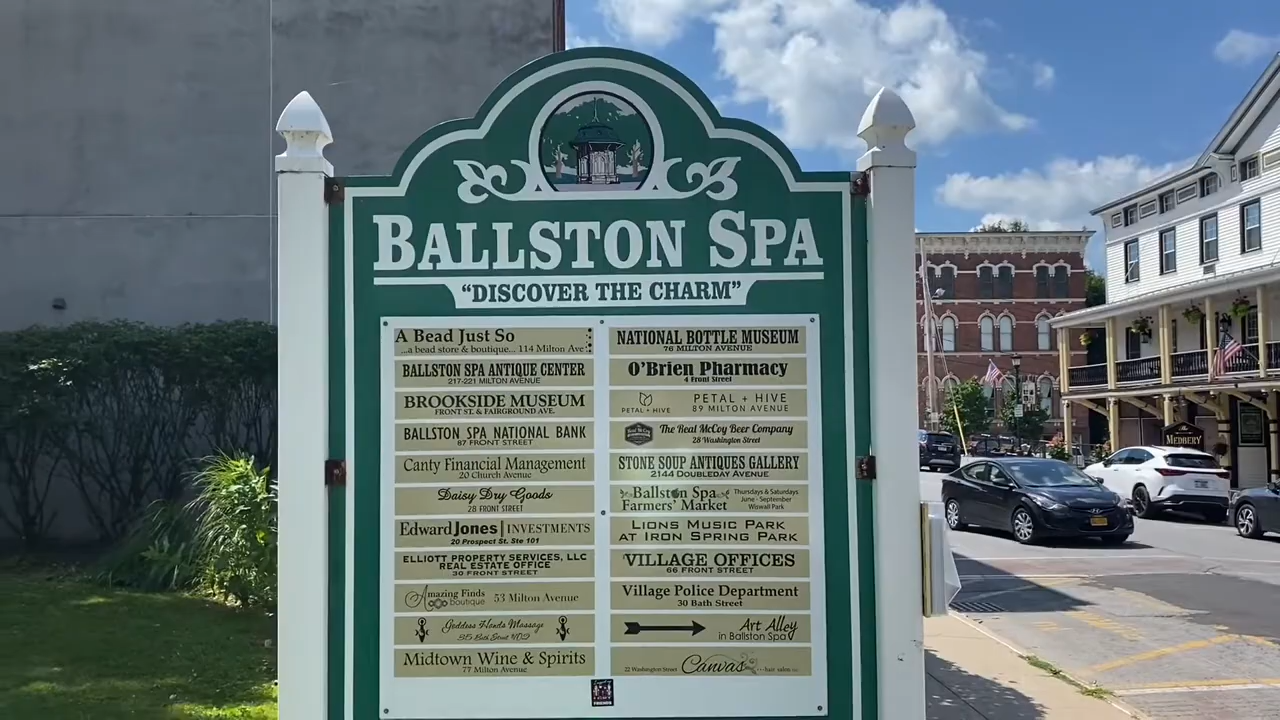 BALLSTON SPA
"DISCOVER THE CHARM"
A Bead Just So
...a bead store & boutique... 114 Milton Ave
BALLSTON SPA ANTIQUE CENTER
217-221 MILTON AVENUE
BROOKSIDE MUSEUM
FRONT ST. & FAIRGROUND AVE.
BALLSTON SPA NATIONAL BANK
87 FRONT STREET
Canty Financial Management
20 Church Avenue
Daisy Dry Goods
28 FRONT STREET
Edward Jones | INVESTMENTS
20 Prospect St. Ste 101
ELLIOTT PROPERTY SERVICES, LLC
REAL ESTATE OFFICE
30 FRONT STREET
Amazing Finds
boutique
53 Milton Avenue
Goddess Hands Massage
Midtown Wine & Spirits
77 Milton Avenue
NATIONAL BOTTLE MUSEUM
76 MILTON AVENUE
O'Brien Pharmacy
4 Front Street
PETAL + HIVE
PETAL + HIVE
89 MILTON AVENUE
The Real McCoy Beer Company
28 Washington Street
STONE SOUP ANTIQUES GALLERY
2144 DOUBLEDAY AVENUE
Ballston Spa
Farmers' Market
Thursdays & Saturdays
June - September
Wiswall Park
LIONS MUSIC PARK
AT IRON SPRING PARK
VILLAGE OFFICES
66 FRONT STREET
Village Police Department
30 Bath Street
Art Alley
in Ballston Spa
22 Washington Street
Canvas
hair salon
FRIENDS
The
MEDBERY